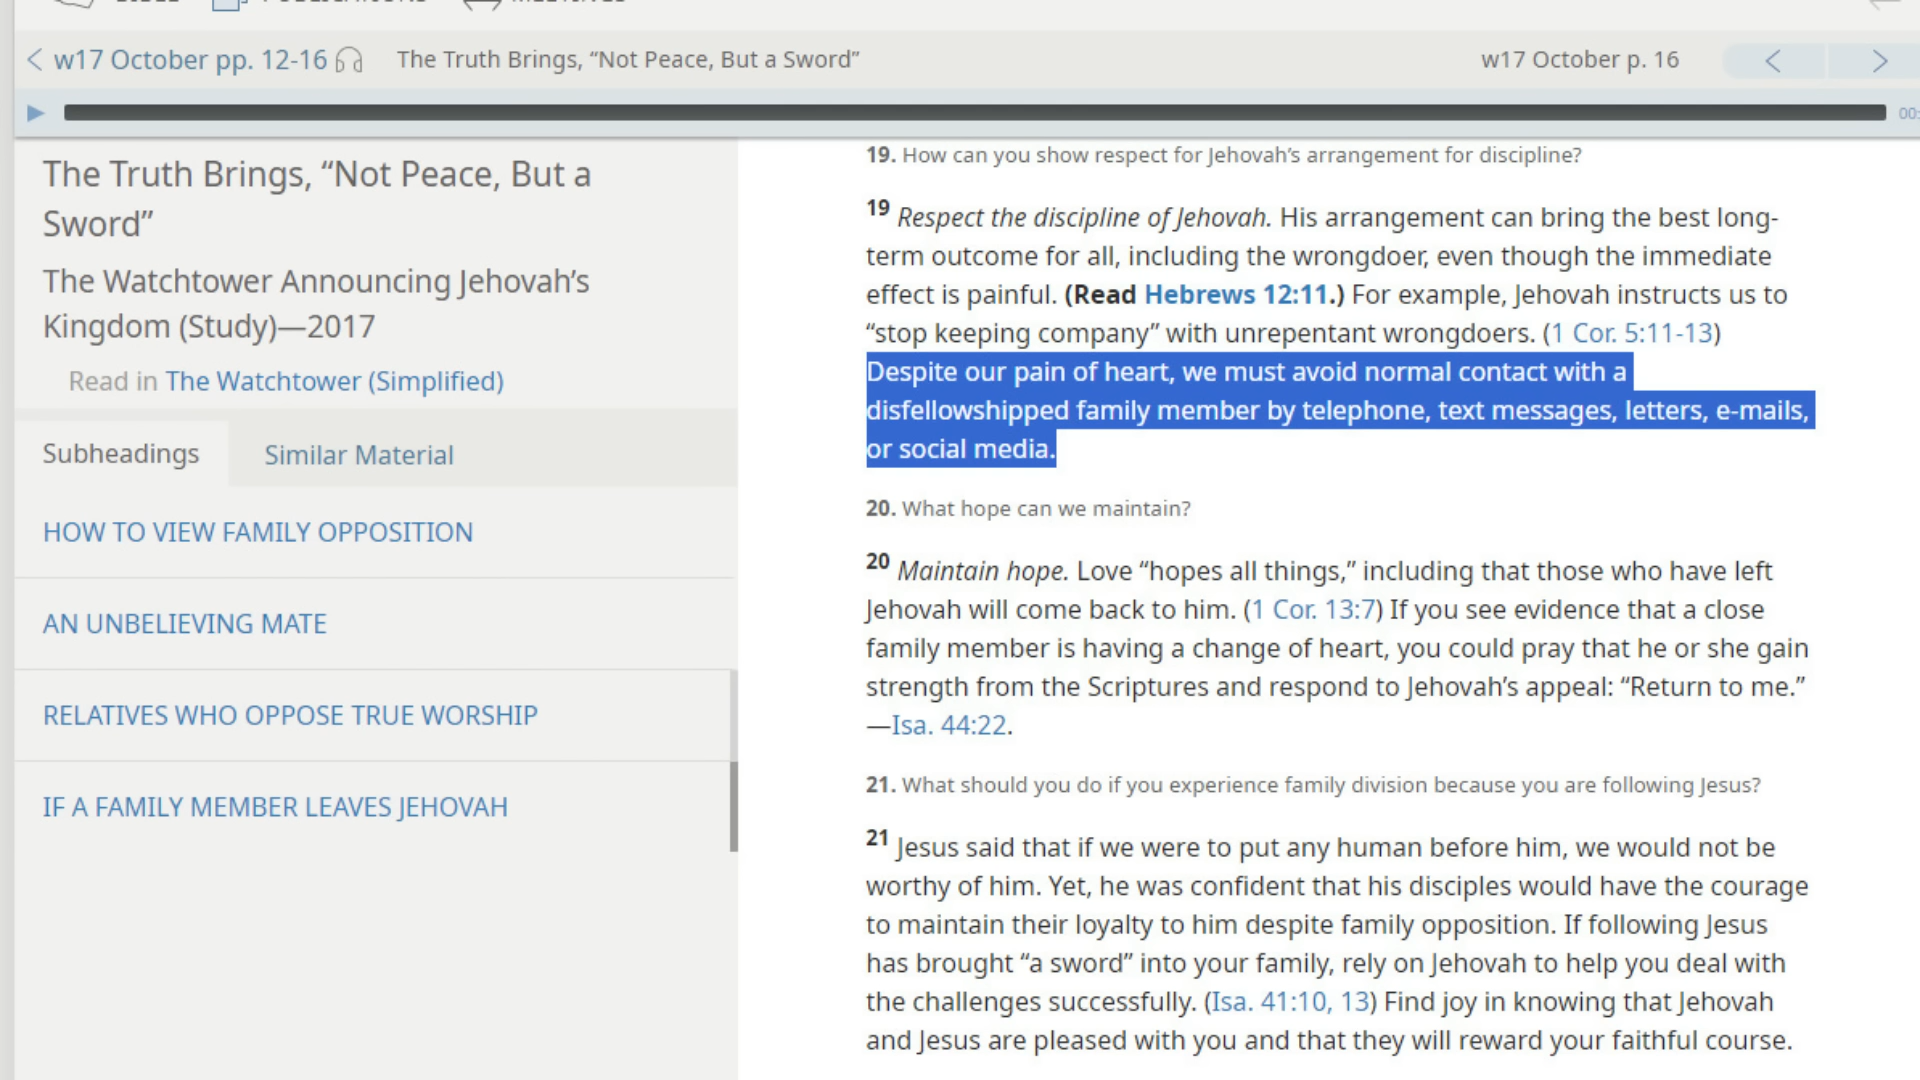 w17 October pp. 12-16
The Truth Brings, “Not Peace, But a Sword”
w17 October p. 16
00:
The Truth Brings, “Not Peace, But a
Sword”
The Watchtower Announcing Jehovah’s
Kingdom (Study)—2017
Read in The Watchtower (Simplified)
Subheadings
Similar Material
HOW TO VIEW FAMILY OPPOSITION
AN UNBELIEVING MATE
RELATIVES WHO OPPOSE TRUE WORSHIP
IF A FAMILY MEMBER LEAVES JEHOVAH
19. How can you show respect for Jehovah’s arrangement for discipline?
19 Respect the discipline of Jehovah. His arrangement can bring the best long-
term outcome for all, including the wrongdoer, even though the immediate
effect is painful. (Read Hebrews 12:11.) For example, Jehovah instructs us to
“stop keeping company” with unrepentant wrongdoers. (1 Cor. 5:11-13)
Despite our pain of heart, we must avoid normal contact with a
disfellowshipped family member by telephone, text messages, letters, e-mails,
or social media.
20. What hope can we maintain?
20 Maintain hope. Love “hopes all things,” including that those who have left
Jehovah will come back to him. (1 Cor. 13:7) If you see evidence that a close
family member is having a change of heart, you could pray that he or she gain
strength from the Scriptures and respond to Jehovah’s appeal: “Return to me.”
—Isa. 44:22.
21. What should you do if you experience family division because you are following Jesus?
21 Jesus said that if we were to put any human before him, we would not be
worthy of him. Yet, he was confident that his disciples would have the courage
to maintain their loyalty to him despite family opposition. If following Jesus
has brought “a sword” into your family, rely on Jehovah to help you deal with
the challenges successfully. (Isa. 41:10, 13) Find joy in knowing that Jehovah
and Jesus are pleased with you and that they will reward your faithful course.